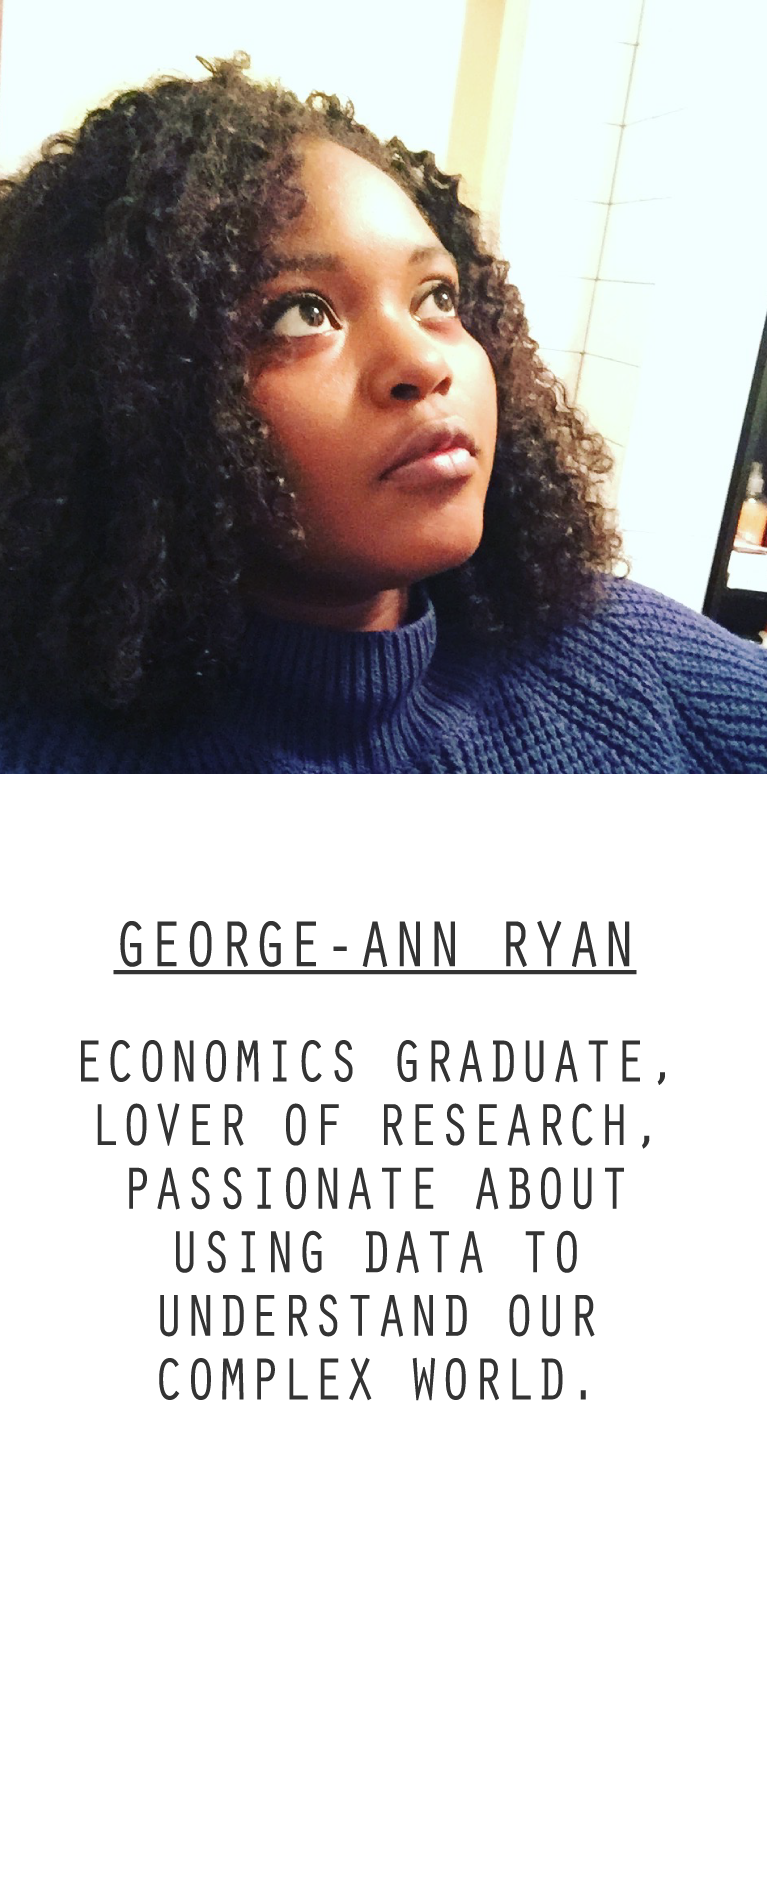 GEORGE-ANN RYAN
ECONOMICS GRADUATE,
LOVER OF RESEARCH,
PASSIONATE ABOUT
USING DATA TO
UNDERSTAND OUR
COMPLEX WORLD.